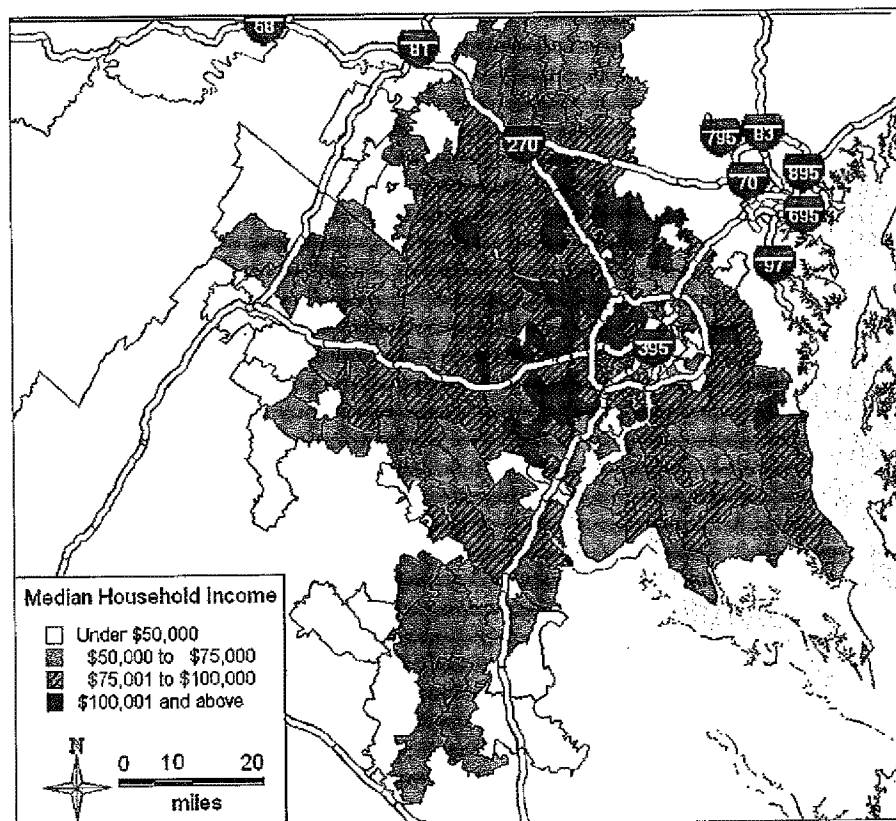 68
81
270
795
83
70
895
695
97
395
Median Household Income
Under $50,000
$50,000 to $75,000
$75,001 to $100,000
$100,001 and above
N
0 10 20
miles